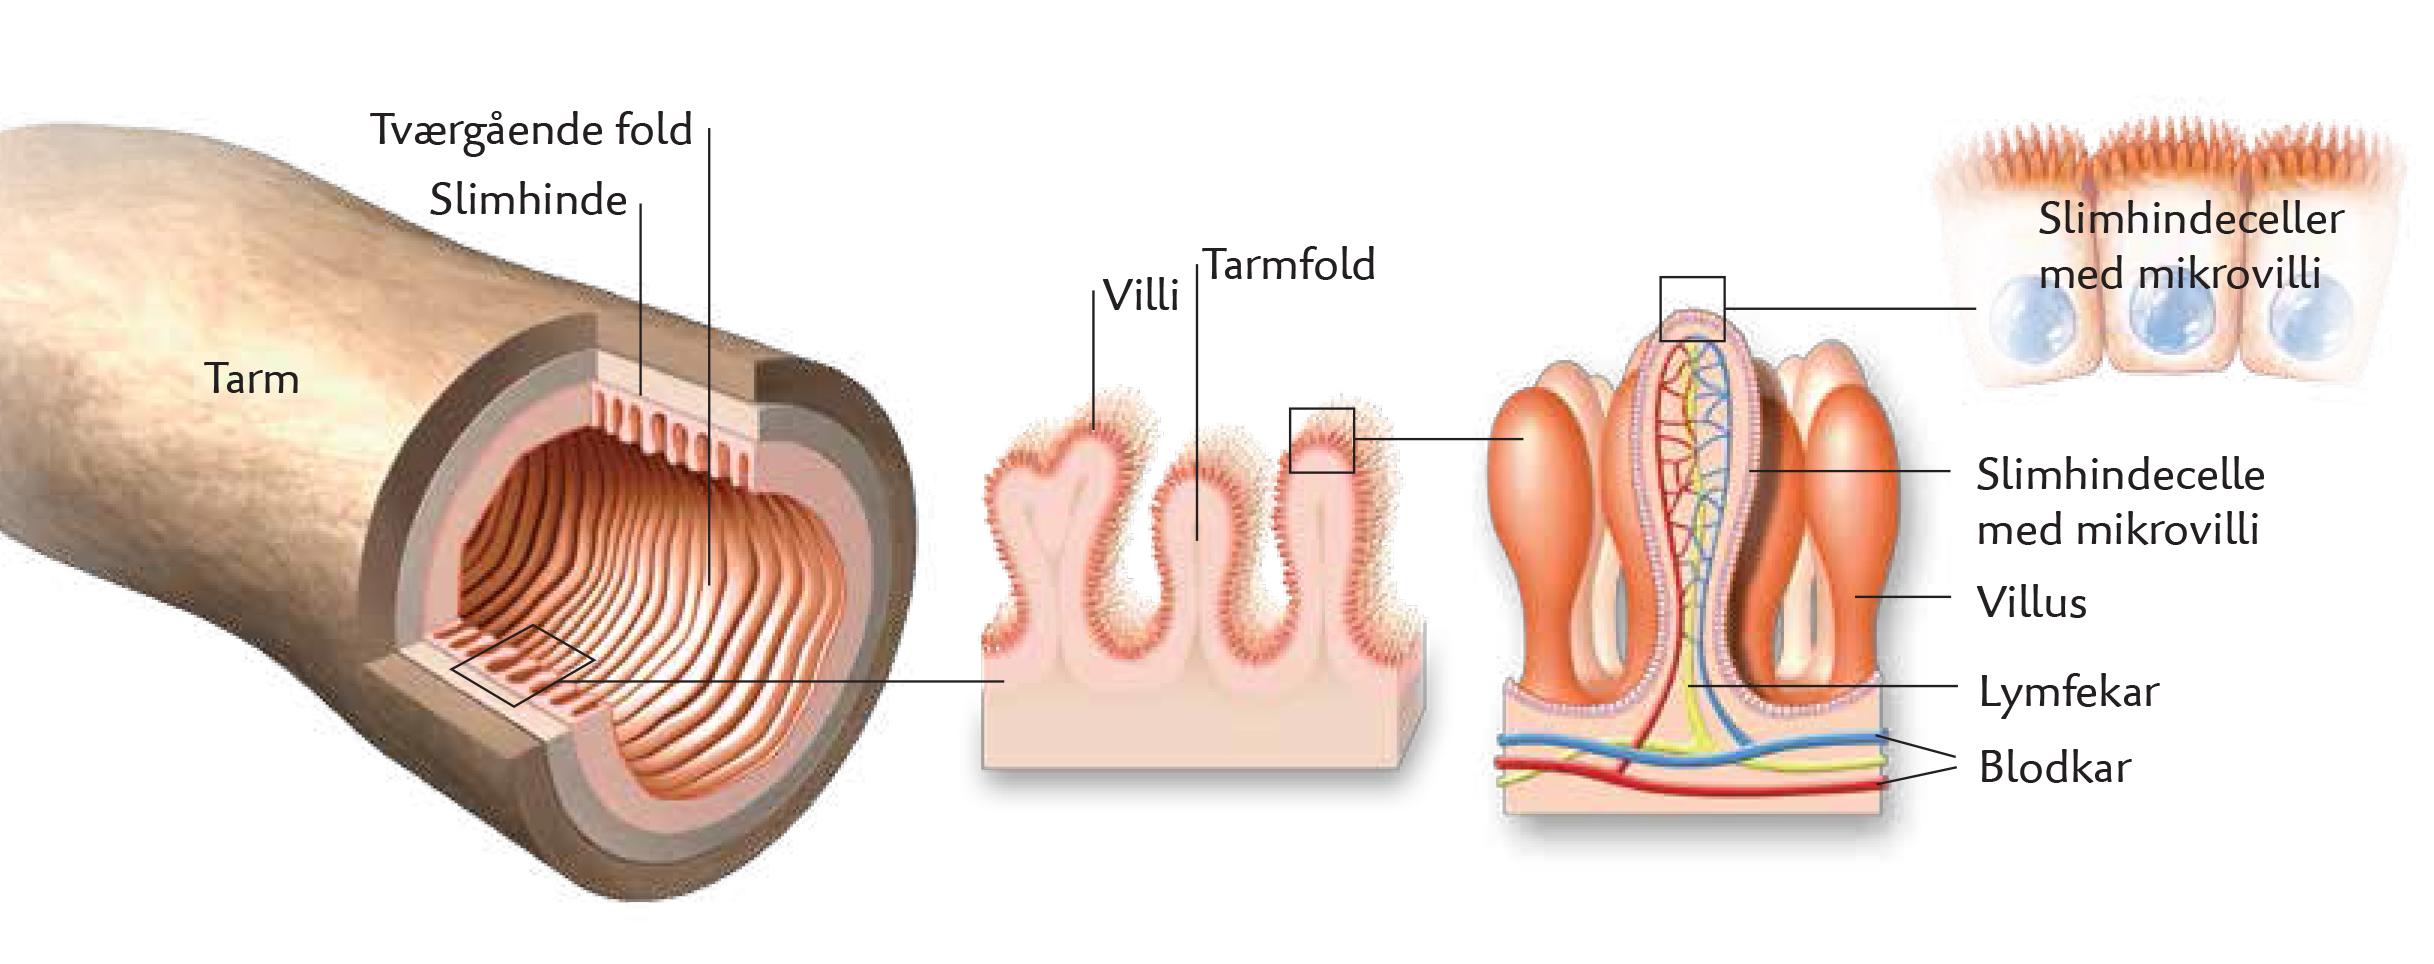 Tværgående fold
Slimhinde
Tarm
Villi
Tarmfold
Slimhindeceller
med mikrovilli
Slimhindecelle
med mikrovilli
Villus
Lymfekar
Blodkar